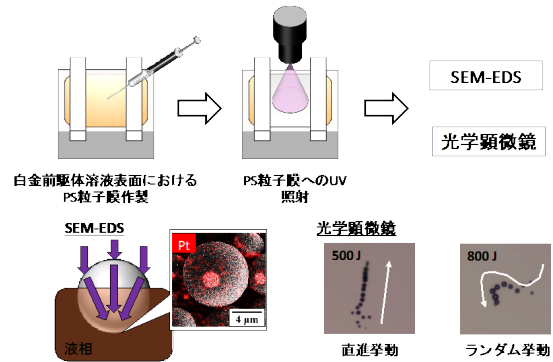 SEM-EDS
光学顕微鏡
白金前駆体溶液表面における
PS粒子膜作製
PS粒子膜へのUV
照射
SEM-EDS
Pt
4 μm
液相
光学顕微鏡
500 J
800 J
直進挙動
ランダム挙動